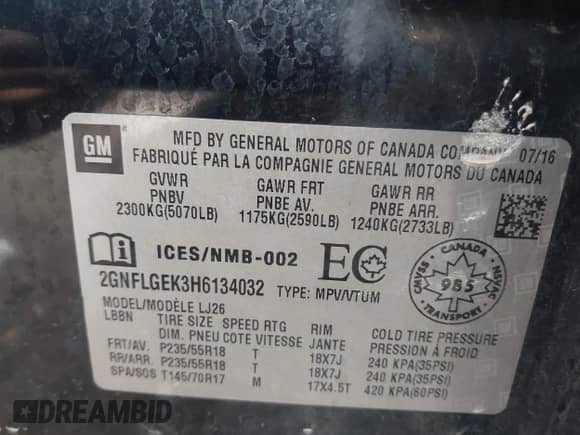 GM
MFD BY GENERAL MOTORS OF CANADA COMPANY 07/16
FABRIQUÉ PAR LA COMPAGNIE GENERAL MOTORS DU CANADA
GVWR GAWR FRT GAWR RR
PNBV PNBE AV. PNBE ARR.
2300KG(5070LB) 1175KG(2590LB) 1240KG(2733LB)
ICES/NMB-002 EC
CANADA
CMVSS 985 NSVAC
TRANSPORT
2GNFLGEK3H6134032 TYPE: MPV/VTUM
MODEL/MODÈLE LJ26
LBBN TIRE SIZE SPEED RTG RIM COLD TIRE PRESSURE
DIM. PNEU COTE VITESSE JANTE PRESSION À FROID
FRT/AV. P235/55R18 T 18X7J 240 KPA(35PSI)
RR/ARR. P235/55R18 T 18X7J 240 KPA(35PSI)
SPA/SOS T145/70R17 M 17X4.5T 420 KPA(60PSI)
DREAMBID